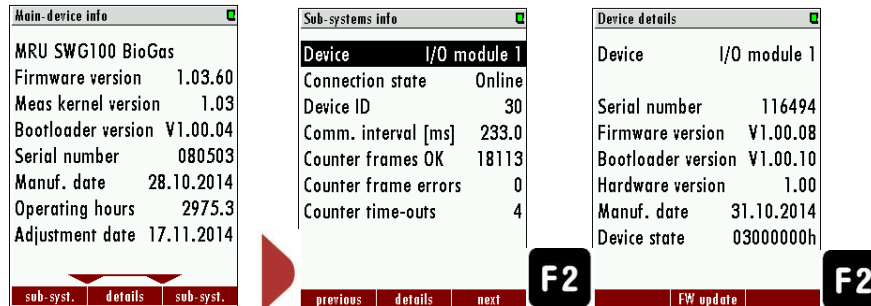 Main-device info
MRU SWG100 BioGas
Firmware version 1.03.60
Meas kernel version 1.03
Bootloader version V1.00.04
Serial number 080503
Manuf. date 28.10.2014
Operating hours 2975.3
Adjustment date 17.11.2014
sub-syst. details sub-syst.
Sub-systems info
Device I/O module 1
Connection state Online
Device ID 30
Comm. interval [ms] 233.0
Counter frames OK 18113
Counter frame errors 0
Counter time-outs 4
previous details next
F2
Device details
Device I/O module 1
Serial number 116494
Firmware version V1.00.08
Bootloader version V1.00.10
Hardware version 1.00
Manuf. date 31.10.2014
Device state 03000000h
FW update
F2